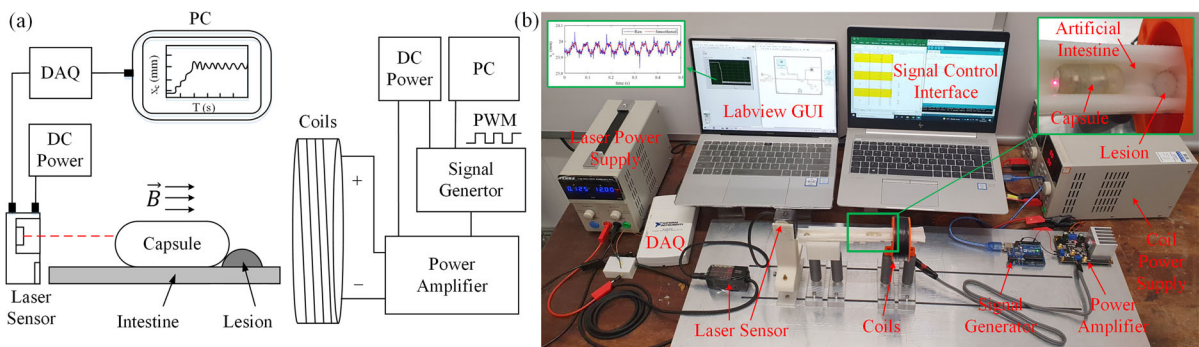 (a)
PC
DAQ
x_c (mm)
T (s)
DC
Power
Laser
Sensor
B
Capsule
Intestine
Lesion
Coils
+
−
DC
Power
PC
PWM
Signal
Genertor
Power
Amplifier
(b)
Raw
Smoothed
time (s)
Labview GUI
Signal Control
Interface
Artificial
Intestine
Capsule
Lesion
Laser Power
Supply
DAQ
Laser Sensor
Coils
Signal
Generator
Power
Amplifier
Coil Power
Supply